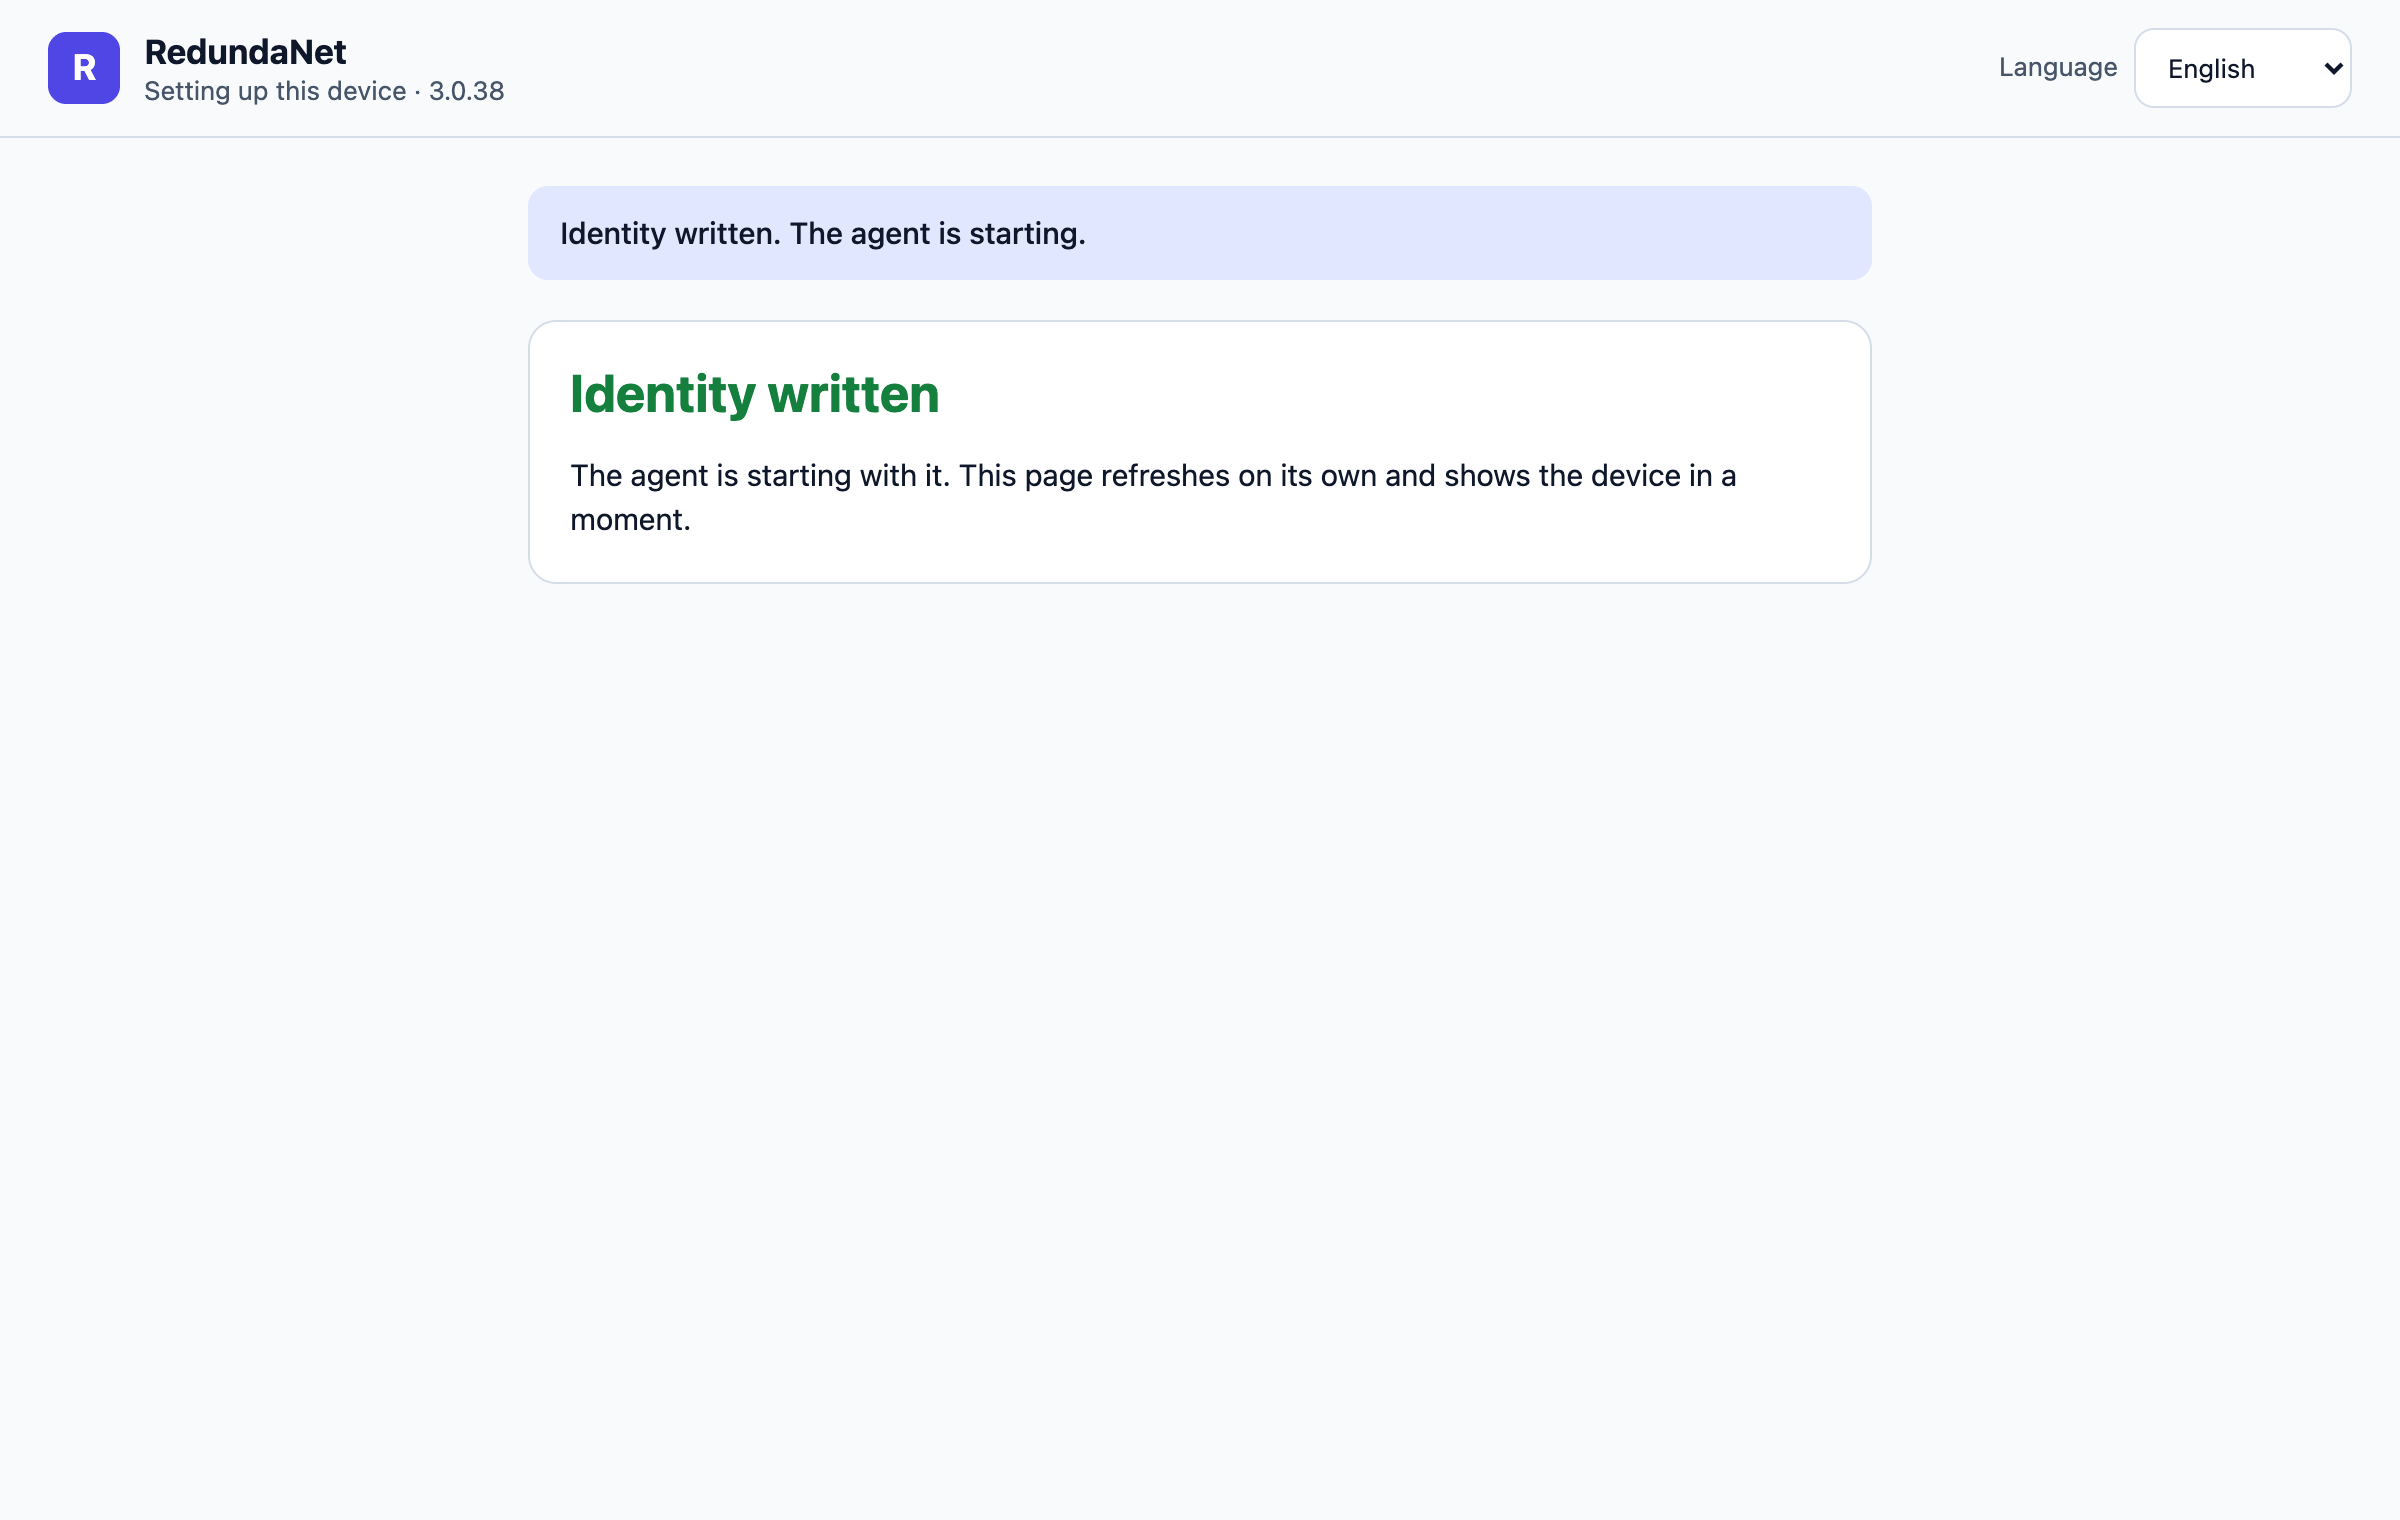 R
RedundaNet
Setting up this device · 3.0.38
Language
English
Identity written. The agent is starting.
Identity written
The agent is starting with it. This page refreshes on its own and shows the device in a
moment.